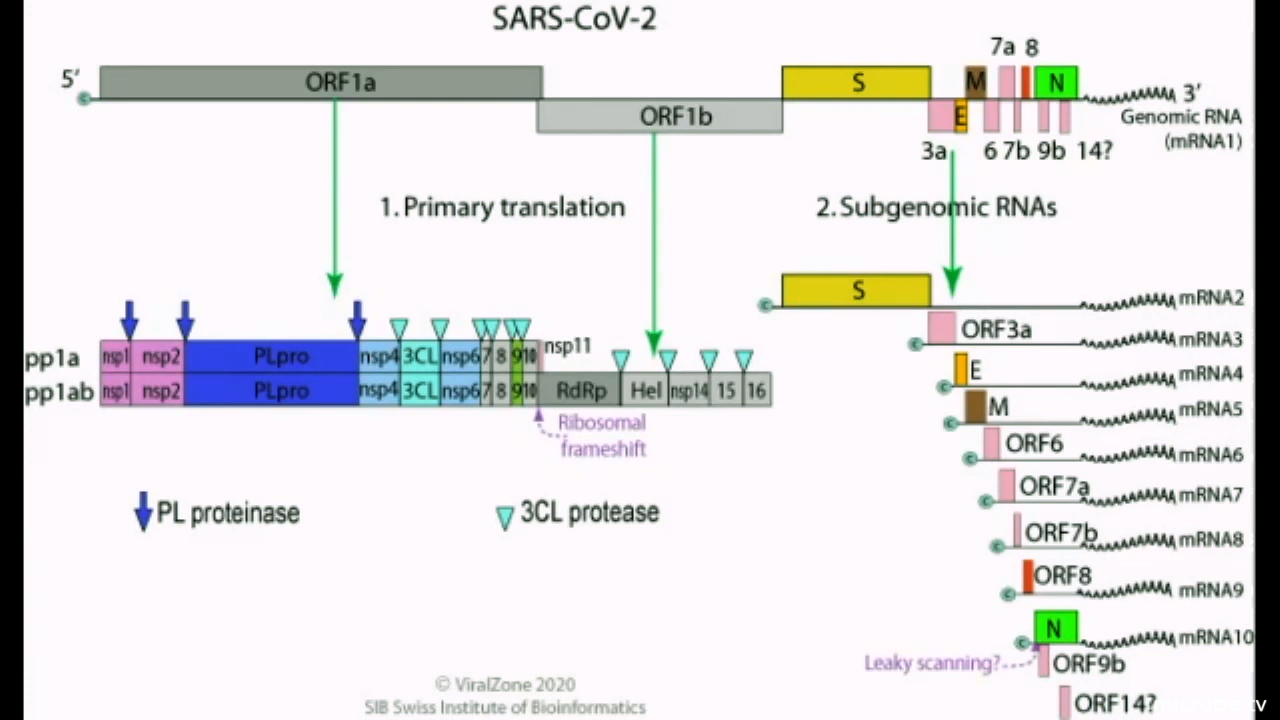 SARS-CoV-2
7a 8
5’ ORF1a S M N 3’
ORF1b E Genomic RNA
(mRNA1)
3a 6 7b 9b 14?
1. Primary translation 2. Subgenomic RNAs
S mRNA2
ORF3a mRNA3
E mRNA4
M mRNA5
ORF6 mRNA6
ORF7a mRNA7
ORF7b mRNA8
ORF8 mRNA9
N mRNA10
Leaky scanning? ORF9b
ORF14?
pp1a nsp1 nsp2 PLpro nsp4 3CL nsp6 7 8 9 10 nsp11
pp1ab nsp1 nsp2 PLpro nsp4 3CL nsp6 7 8 9 10 RdRp Hel nsp14 15 16
Ribosomal
frameshift
PL proteinase 3CL protease
© ViralZone 2020
SIB Swiss Institute of Bioinformatics